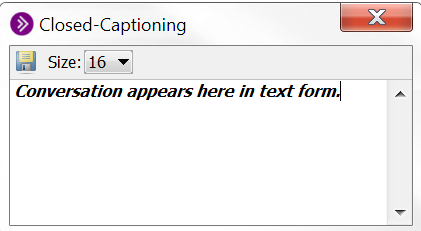 Closed-Captioning
Size: 16
Conversation appears here in text form.